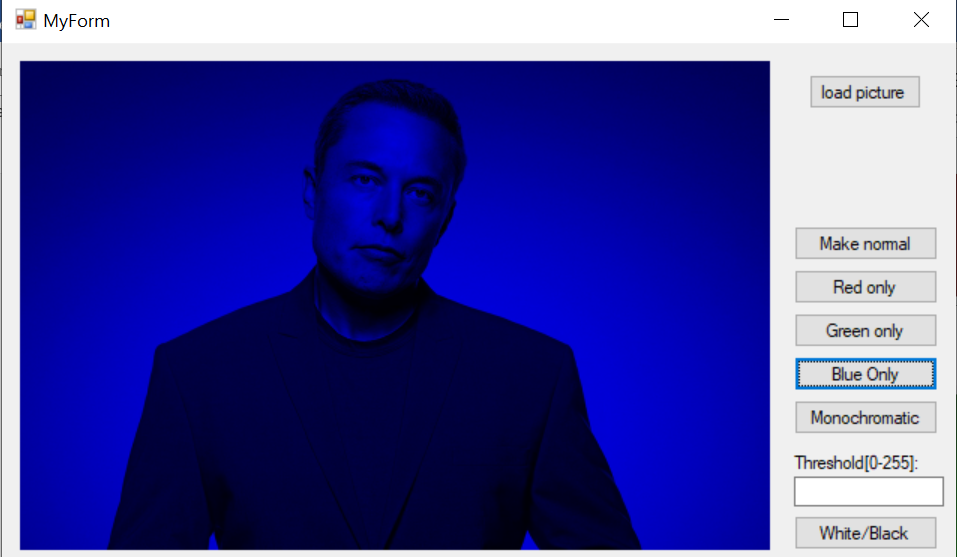 MyForm
load picture
Make normal
Red only
Green only
Blue Only
Monochromatic
Threshold[0-255]:
White/Black